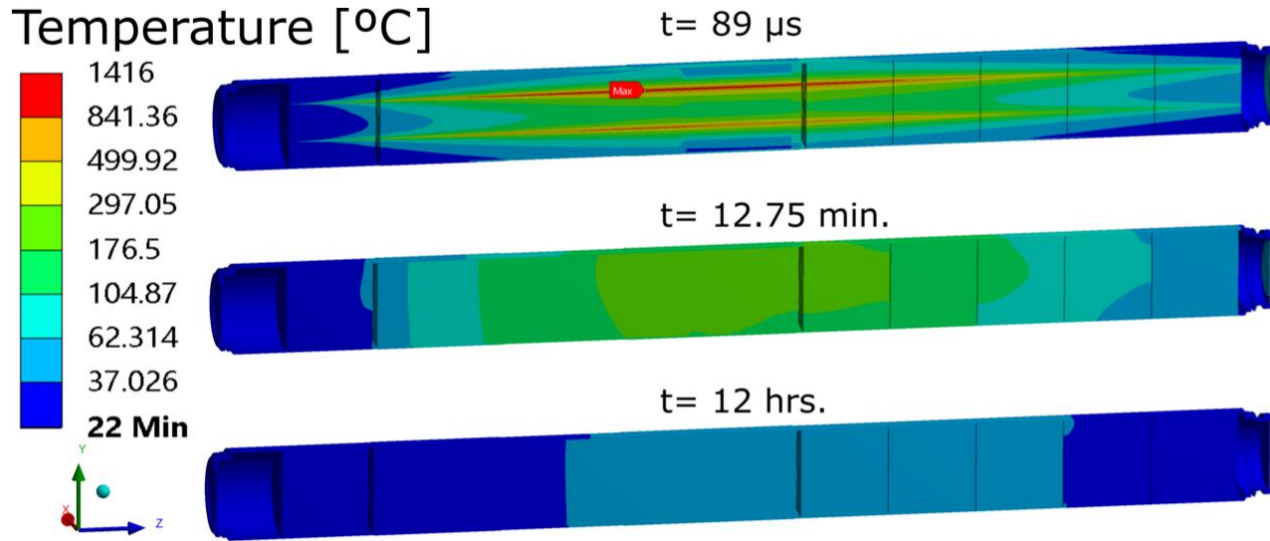 Temperature [ºC]
1416
841.36
499.92
297.05
176.5
104.87
62.314
37.026
22 Min
Y
X
Z
t= 89 µs
Max
t= 12.75 min.
t= 12 hrs.